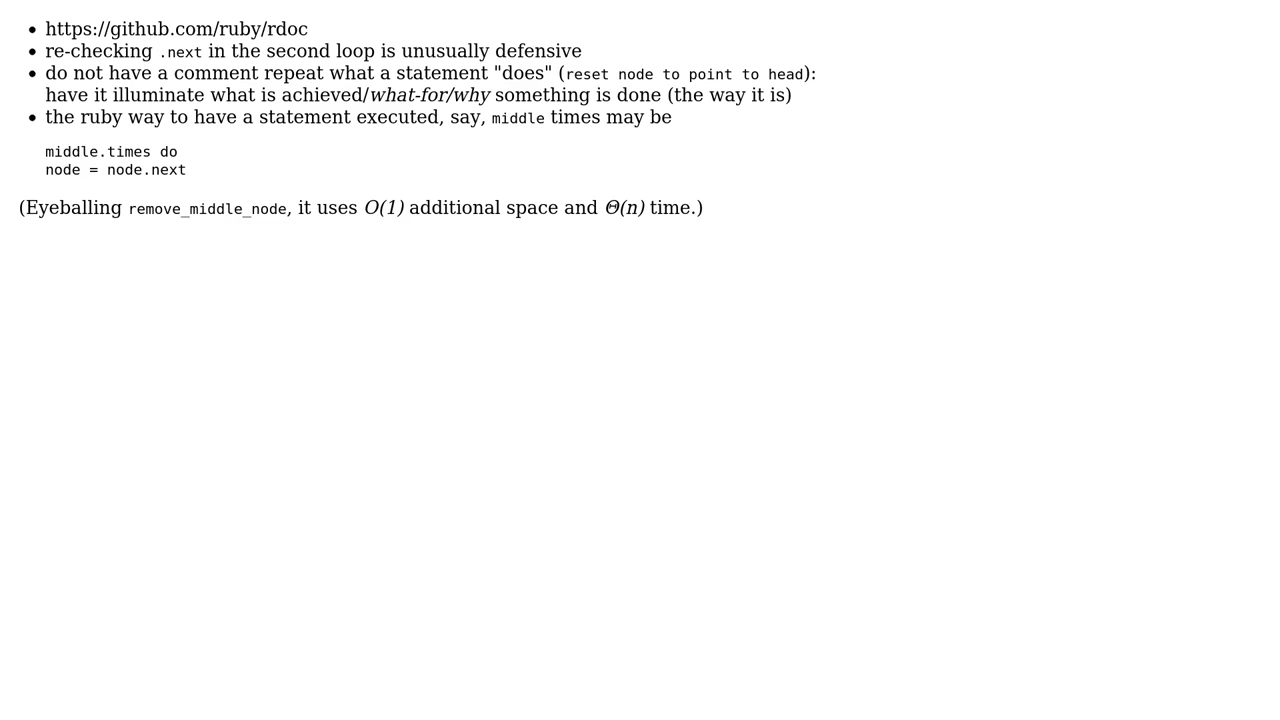 • https://github.com/ruby/rdoc
• re-checking .next in the second loop is unusually defensive
• do not have a comment repeat what a statement "does" (reset node to point to head):
have it illuminate what is achieved/what-for/why something is done (the way it is)
• the ruby way to have a statement executed, say, middle times may be
middle.times do
node = node.next
(Eyeballing remove_middle_node, it uses O(1) additional space and Θ(n) time.)